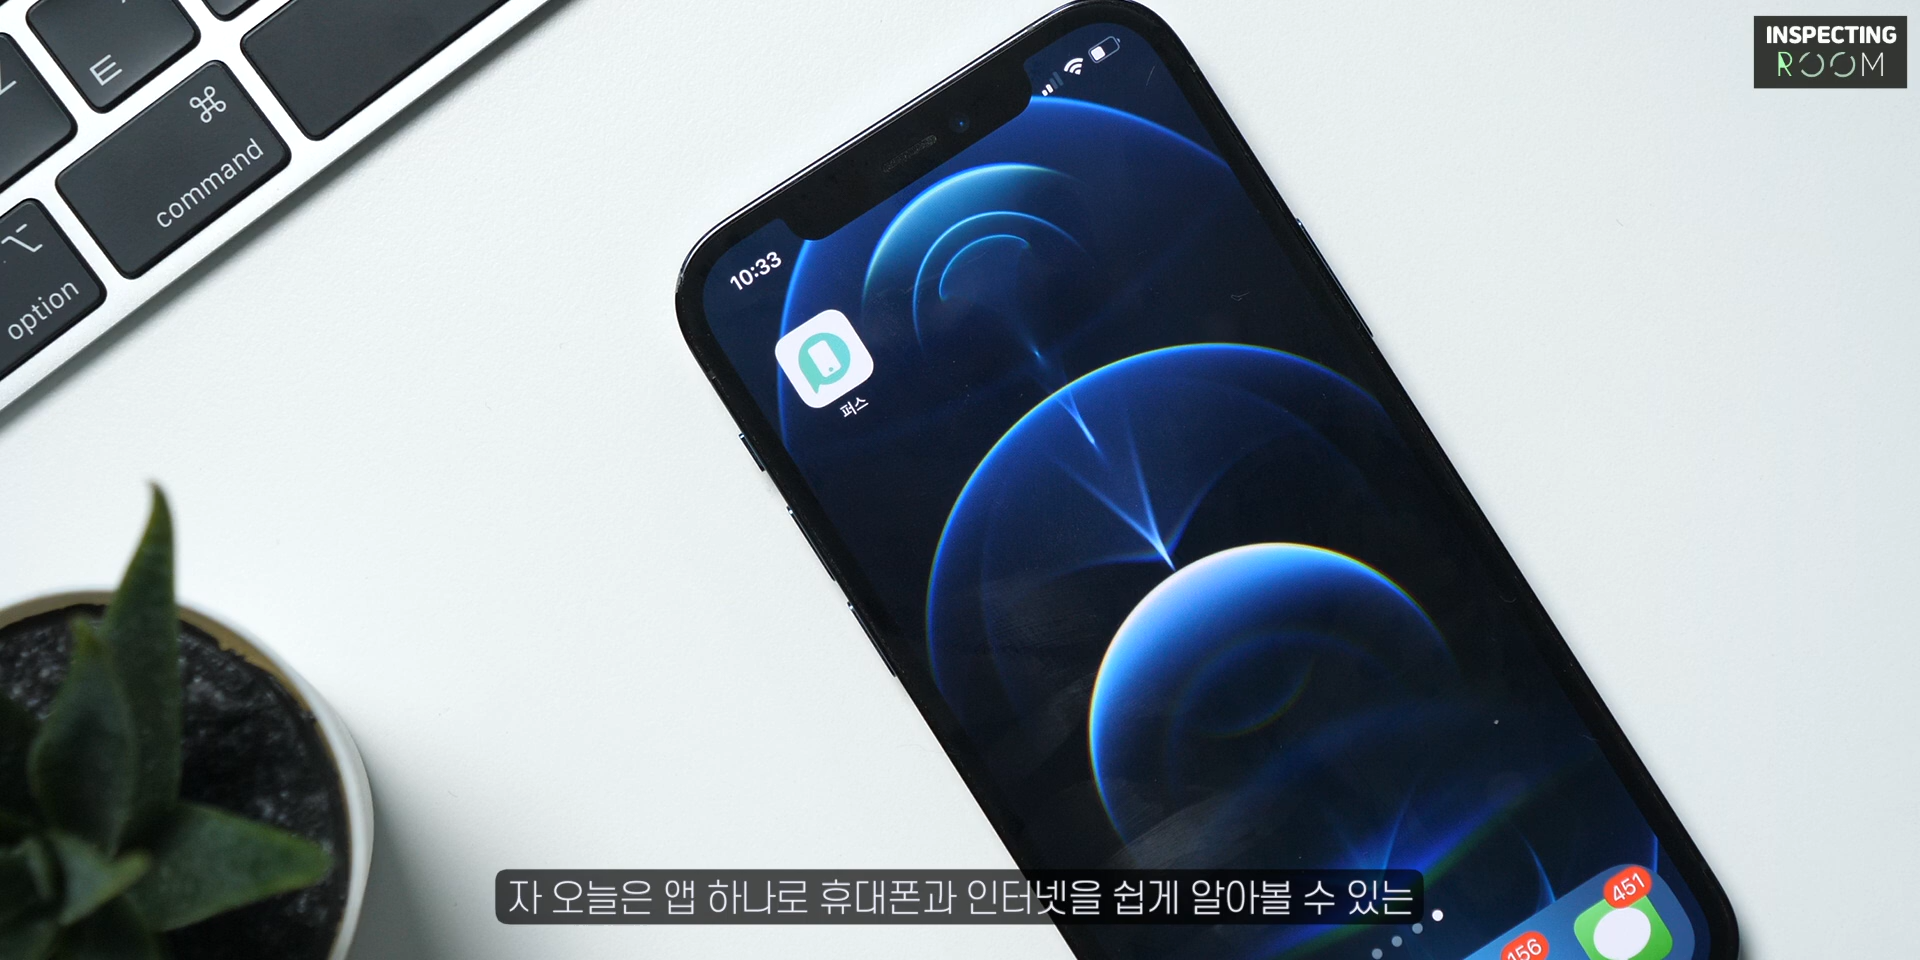 E
⌘
command
option
10:33
퍼스
INSPECTING
ROOM
자 오늘은 앱 하나로 휴대폰과 인터넷을 쉽게 알아볼 수 있는
451
156